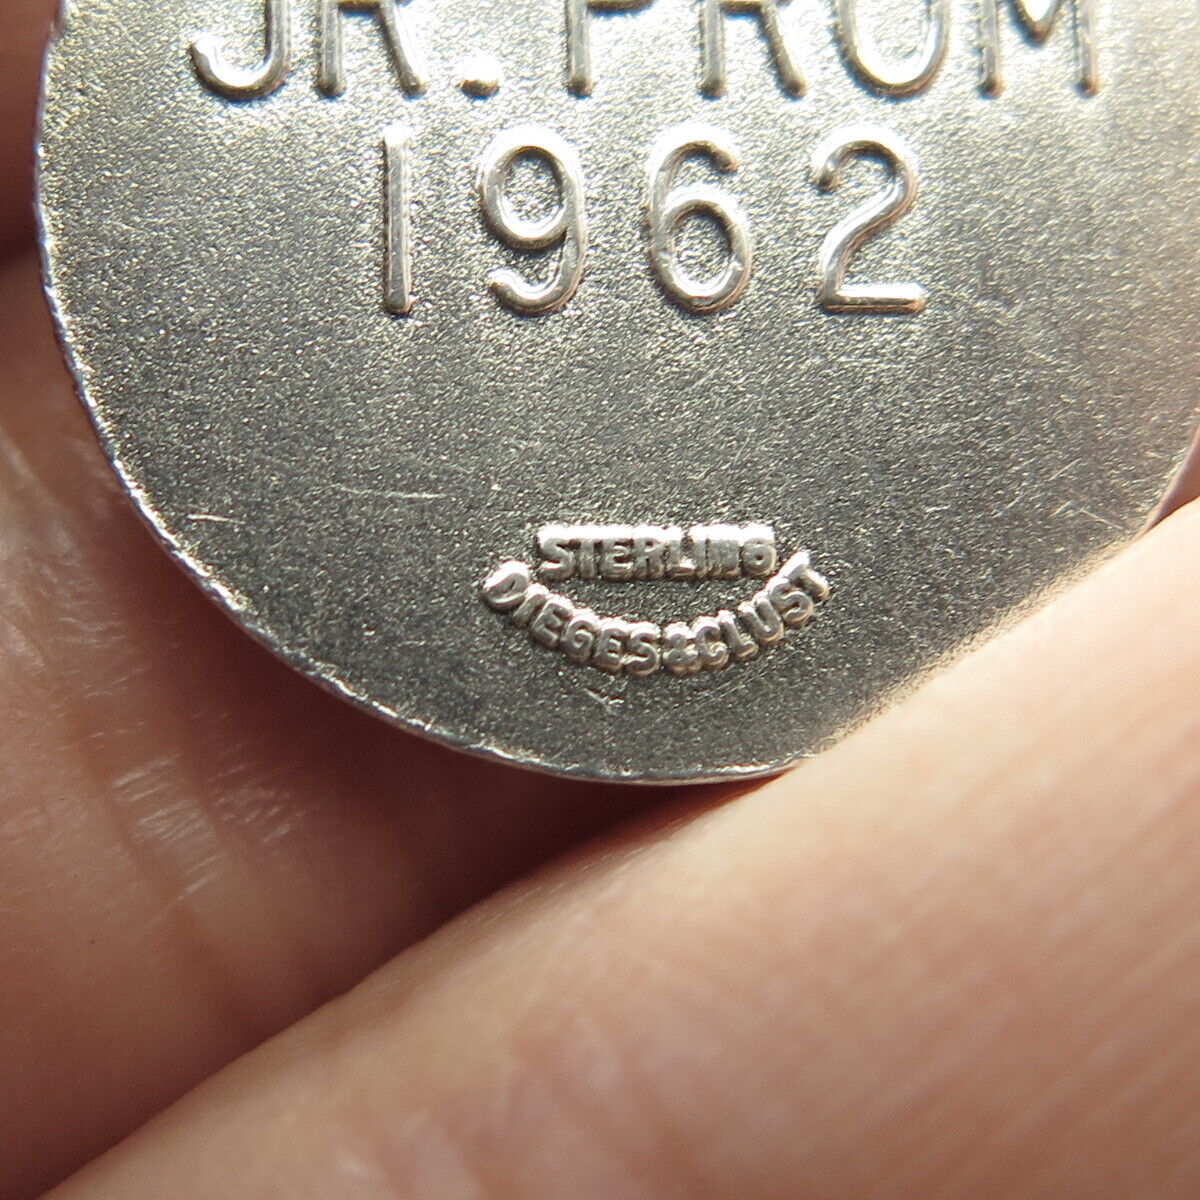 JR. PROM
1962
STERLING
DIEGES & CLUST